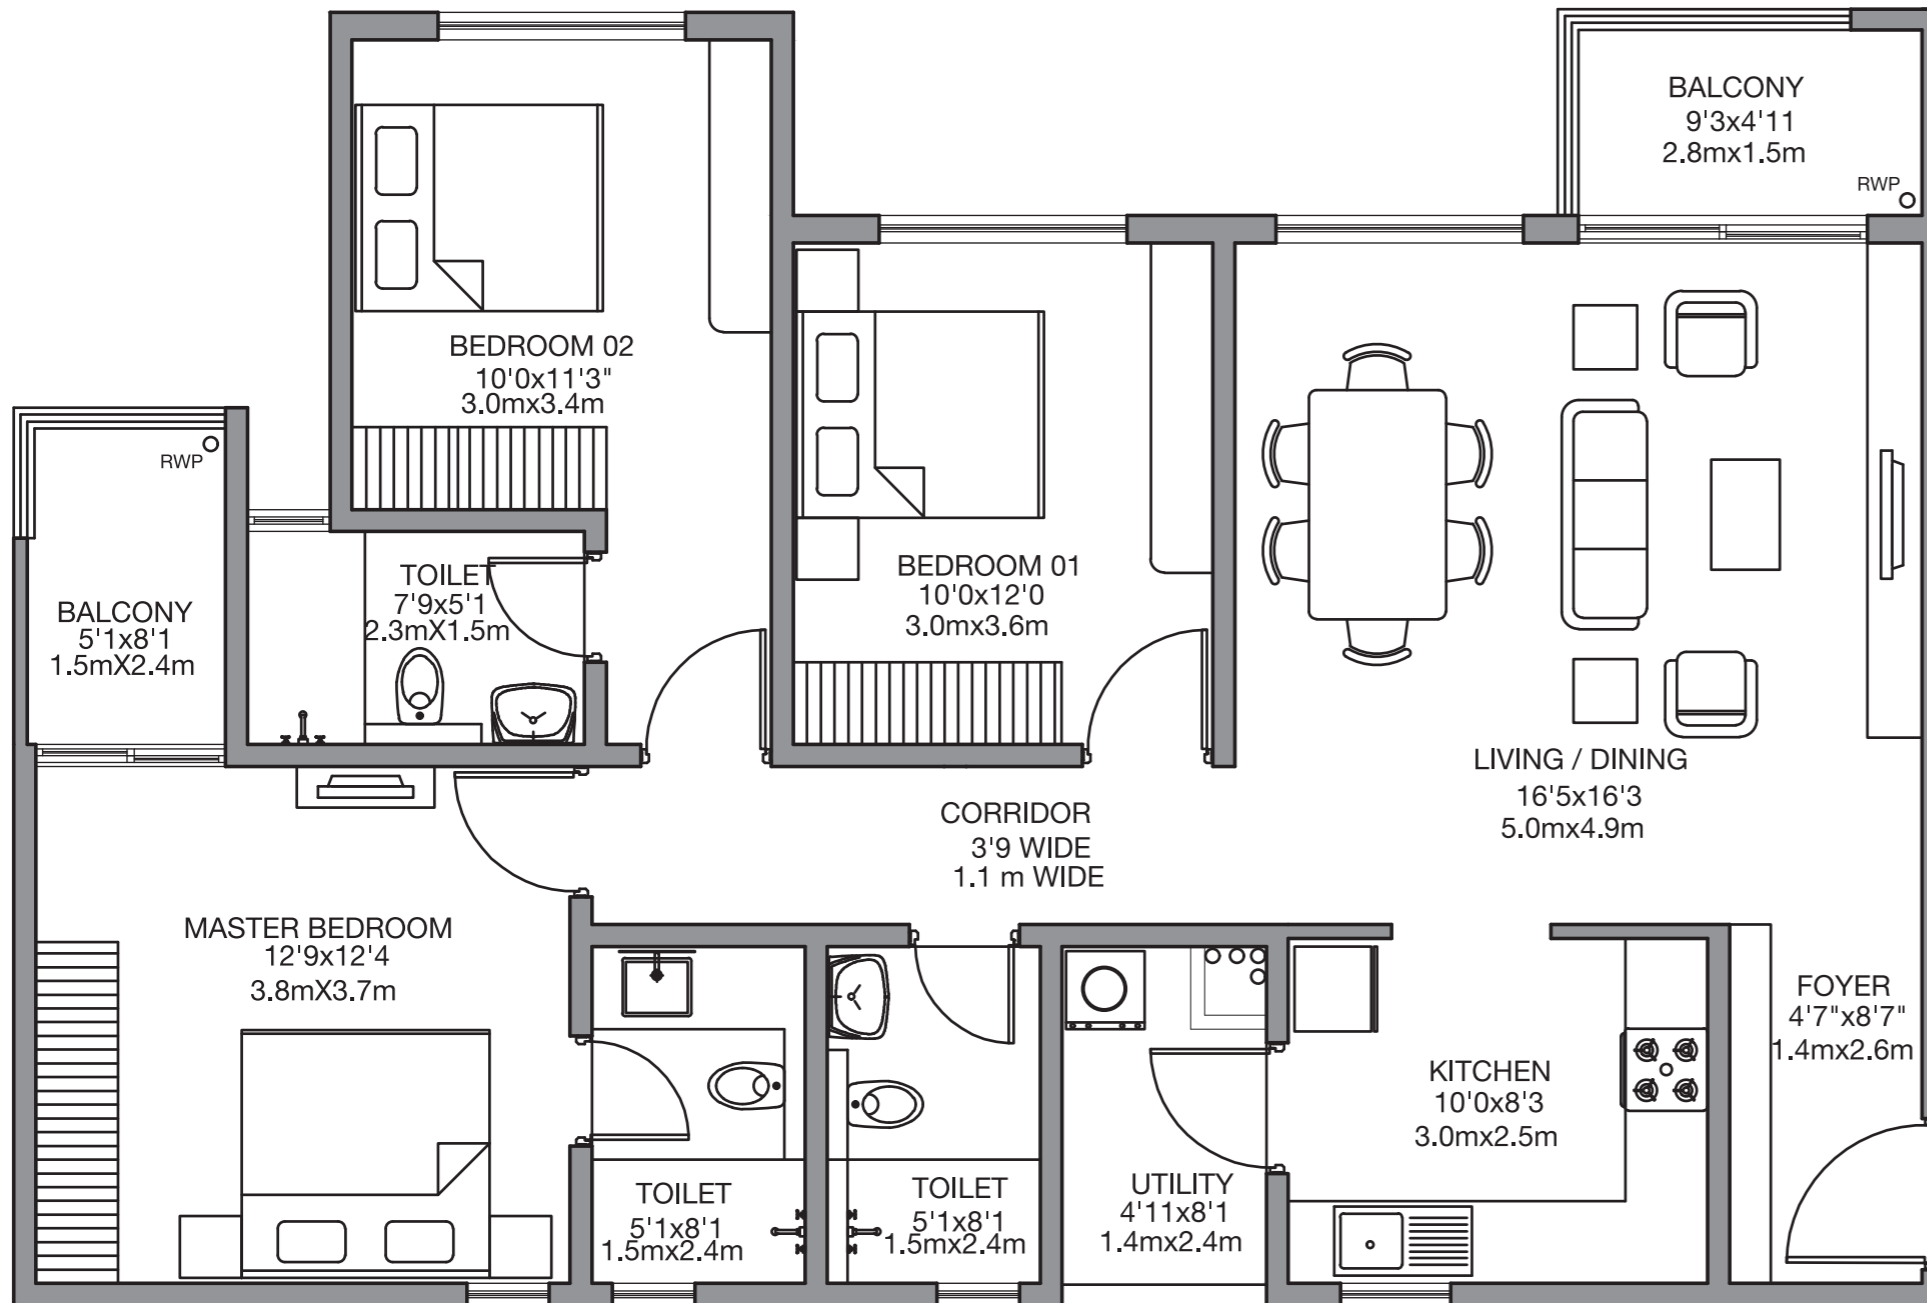 BALCONY
9'3x4'11
2.8mx1.5m
RWP
BEDROOM 02
10'0x11'3"
3.0mx3.4m
RWP
BALCONY
5'1x8'1
1.5mX2.4m
TOILET
7'9x5'1
2.3mX1.5m
BEDROOM 01
10'0x12'0
3.0mx3.6m
LIVING / DINING
16'5x16'3
5.0mx4.9m
CORRIDOR
3'9 WIDE
1.1 m WIDE
MASTER BEDROOM
12'9x12'4
3.8mX3.7m
FOYER
4'7"x8'7"
1.4mx2.6m
KITCHEN
10'0x8'3
3.0mx2.5m
TOILET
5'1x8'1
1.5mx2.4m
TOILET
5'1x8'1
1.5mx2.4m
UTILITY
4'11x8'1
1.4mx2.4m